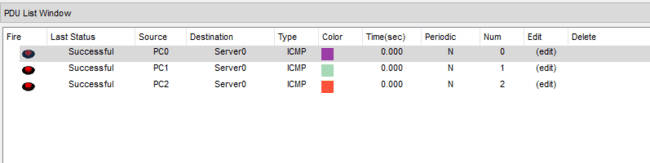 PDU List Window
Fire Last Status Source Destination Type Color Time(sec) Periodic Num Edit Delete
Successful PC0 Server0 ICMP 0.000 N 0 (edit)
Successful PC1 Server0 ICMP 0.000 N 1 (edit)
Successful PC2 Server0 ICMP 0.000 N 2 (edit)